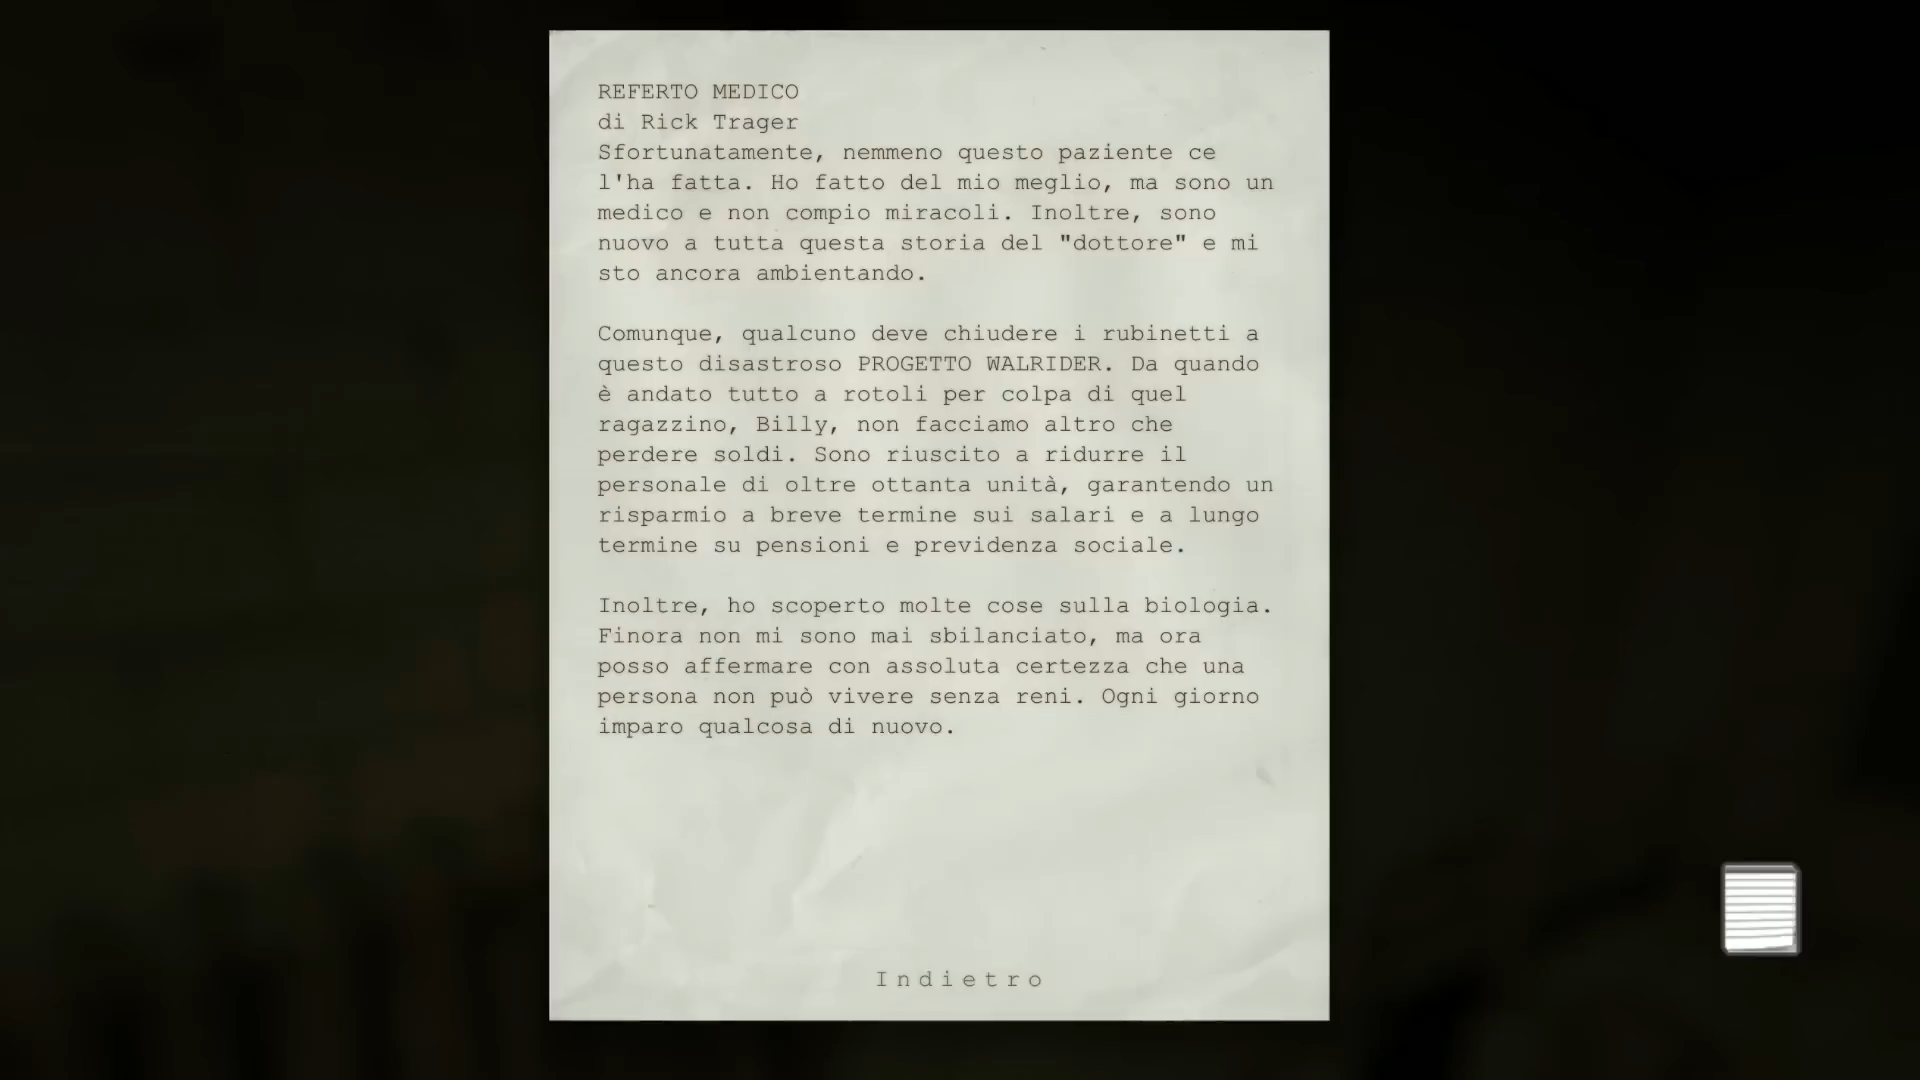 REFERTO MEDICO
di Rick Trager
Sfortunatamente, nemmeno questo paziente ce
l'ha fatta. Ho fatto del mio meglio, ma sono un
medico e non compio miracoli. Inoltre, sono
nuovo a tutta questa storia del "dottore" e mi
sto ancora ambientando.
Comunque, qualcuno deve chiudere i rubinetti a
questo disastroso PROGETTO WALRIDER. Da quando
è andato tutto a rotoli per colpa di quel
ragazzino, Billy, non facciamo altro che
perdere soldi. Sono riuscito a ridurre il
personale di oltre ottanta unità, garantendo un
risparmio a breve termine sui salari e a lungo
termine su pensioni e previdenza sociale.
Inoltre, ho scoperto molte cose sulla biologia.
Finora non mi sono mai sbilanciato, ma ora
posso affermare con assoluta certezza che una
persona non può vivere senza reni. Ogni giorno
imparo qualcosa di nuovo.
Indietro